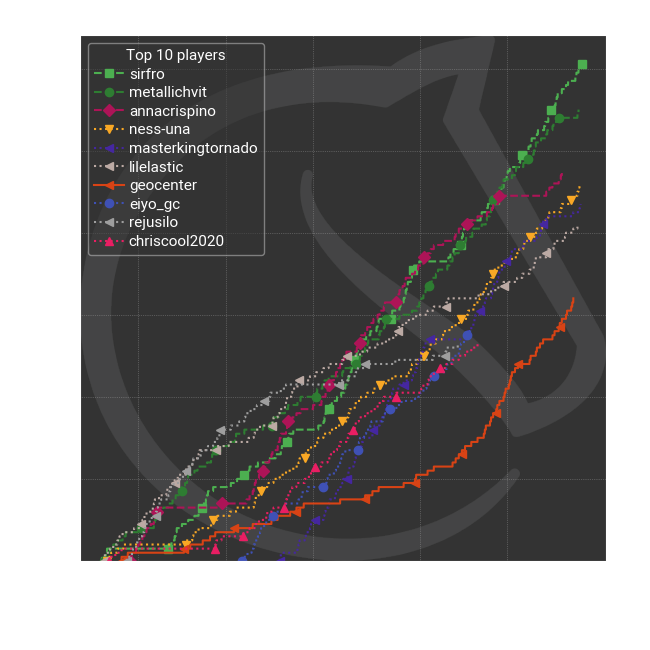 Top 10 players
sirfro
metallichvit
annacrispino
ness-una
masterkingtornado
lilelastic
geocenter
eiyo_gc
rejusilo
chriscool2020